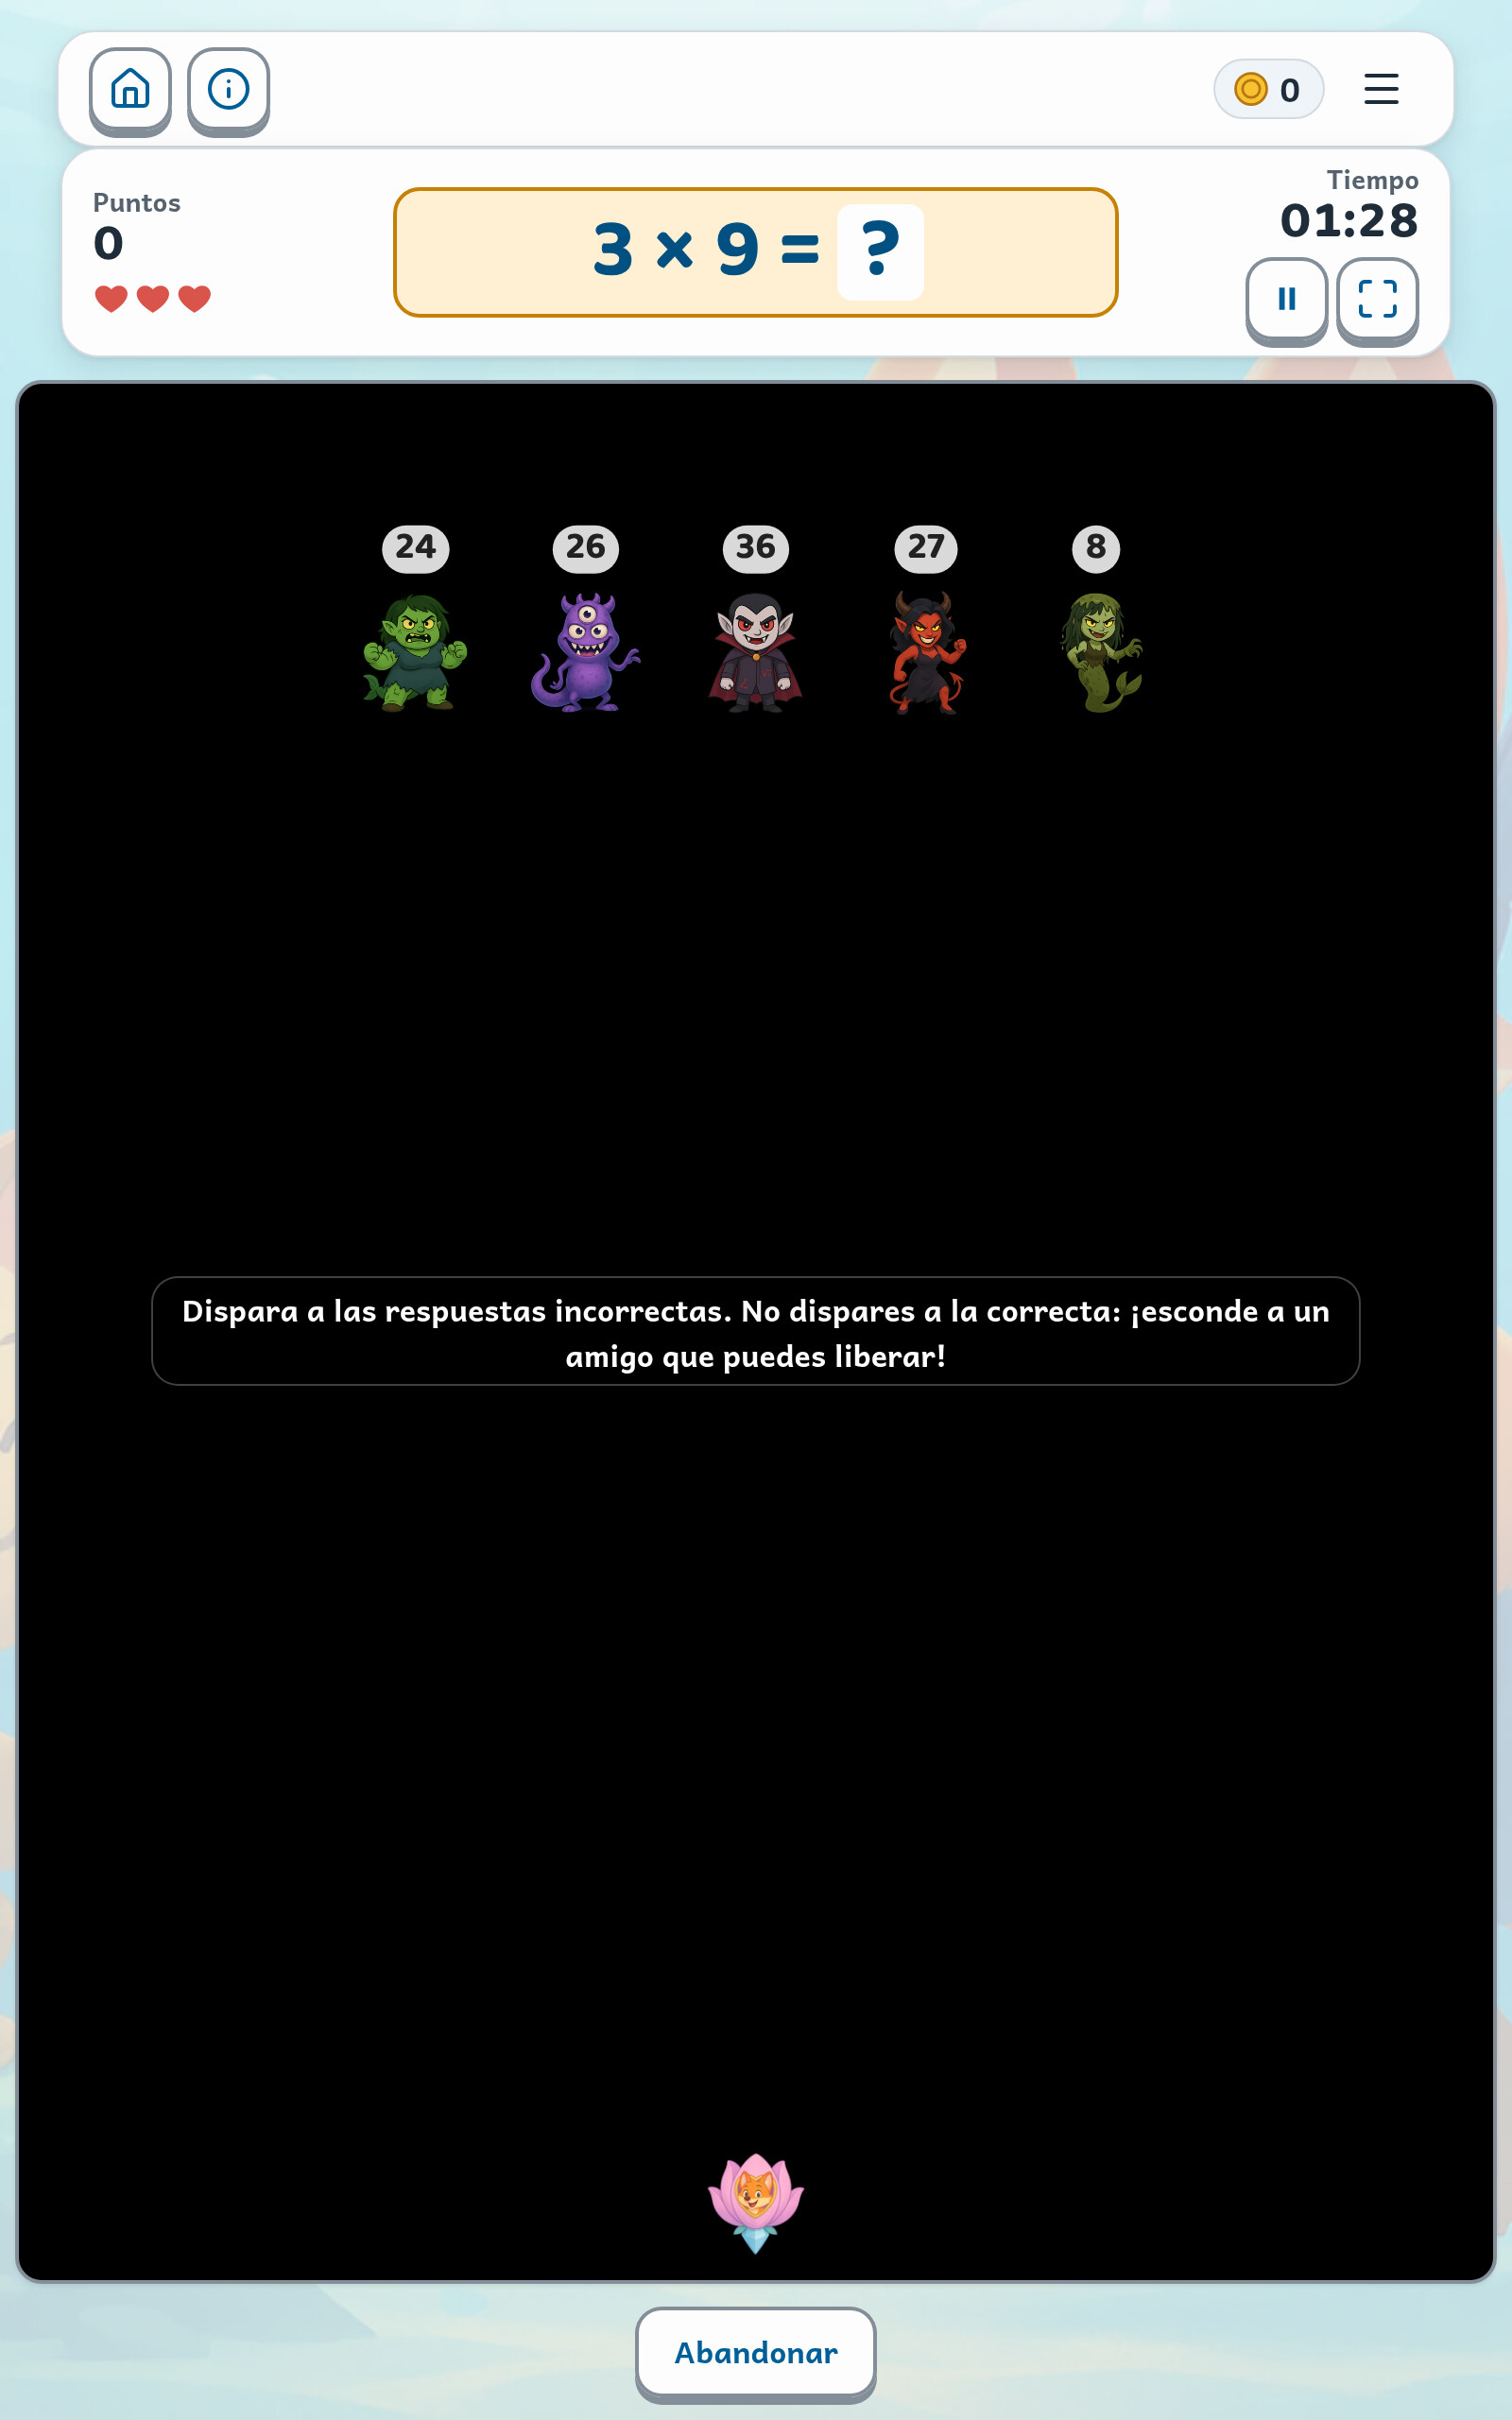 0
Puntos
0
3 × 9 = ?
Tiempo
01:28
24 26 36 27 8
Dispara a las respuestas incorrectas. No dispares a la correcta: ¡esconde a un
amigo que puedes liberar!
Abandonar